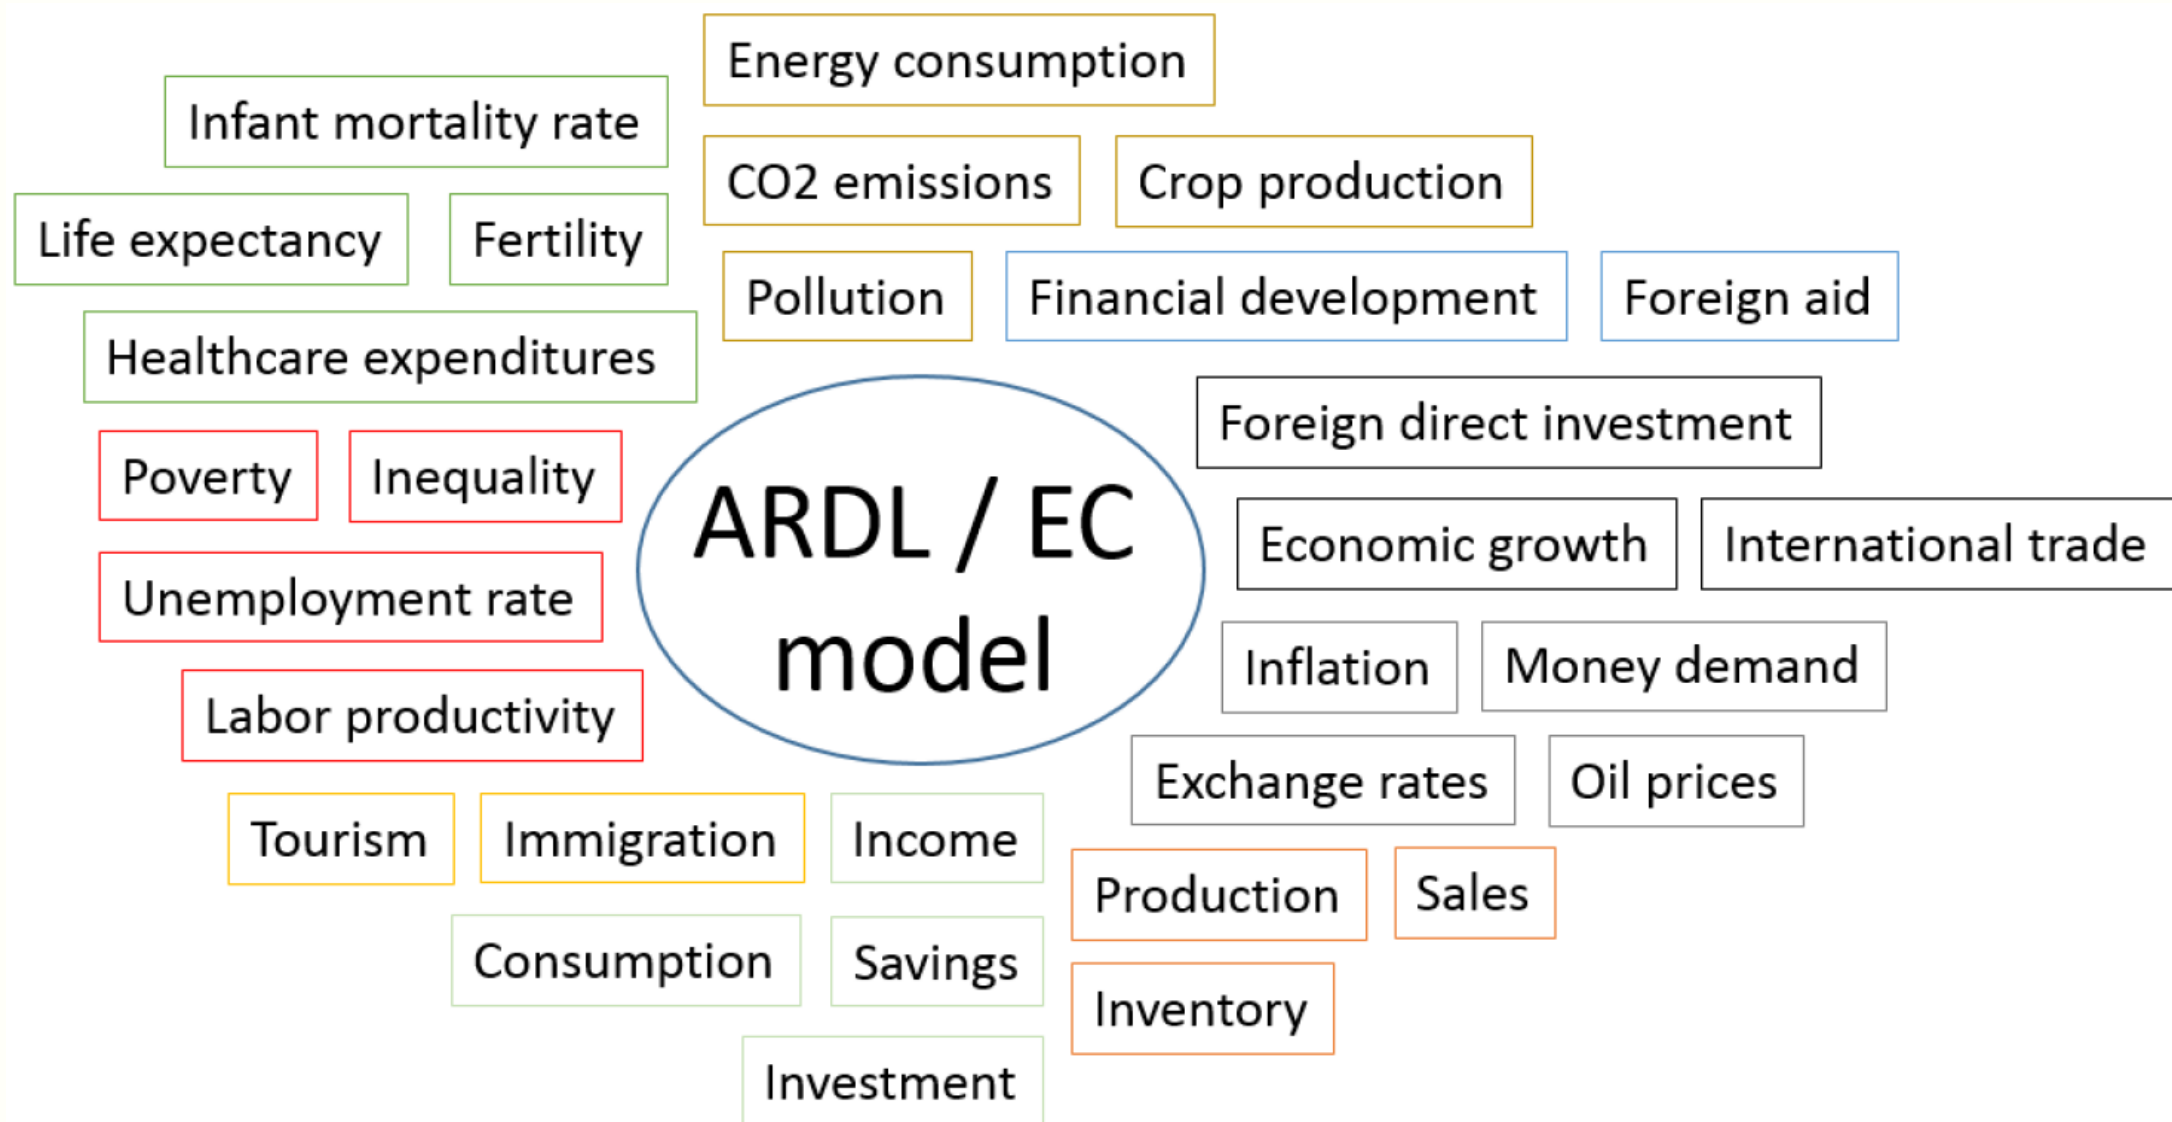 Energy consumption
Infant mortality rate
CO2 emissions
Crop production
Life expectancy
Fertility
Pollution
Financial development
Foreign aid
Healthcare expenditures
Foreign direct investment
Poverty
Inequality
ARDL / EC
model
Economic growth
International trade
Unemployment rate
Inflation
Money demand
Labor productivity
Exchange rates
Oil prices
Tourism
Immigration
Income
Production
Sales
Consumption
Savings
Inventory
Investment